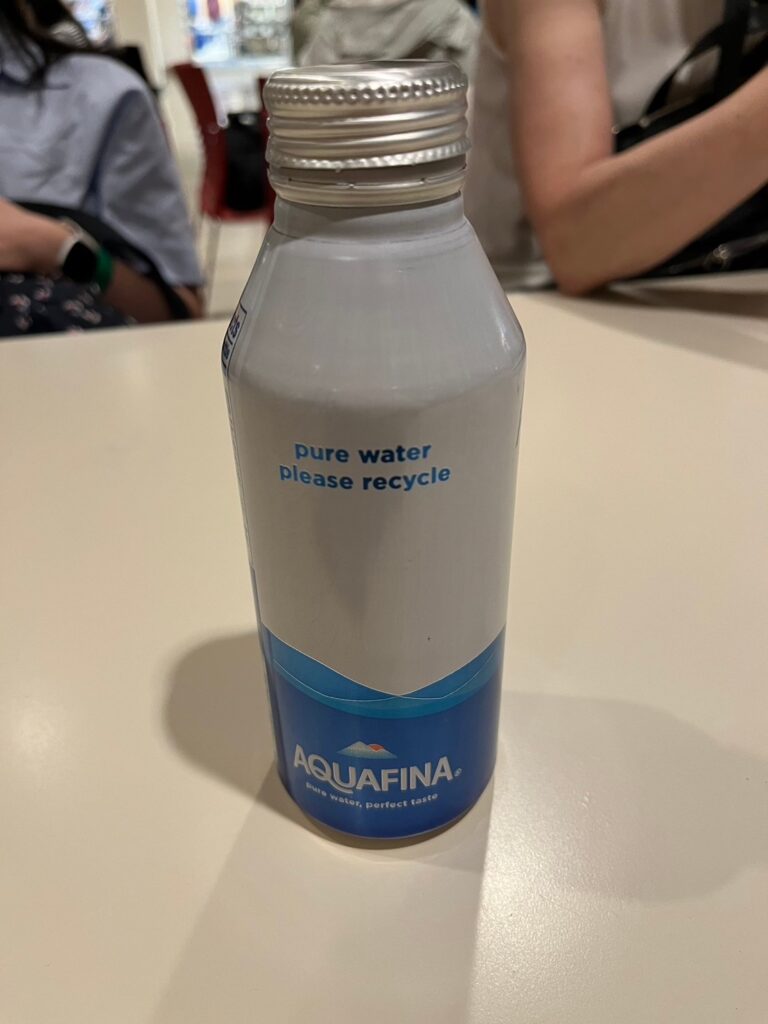 pure water
please recycle
AQUAFINA®
pure water, perfect taste